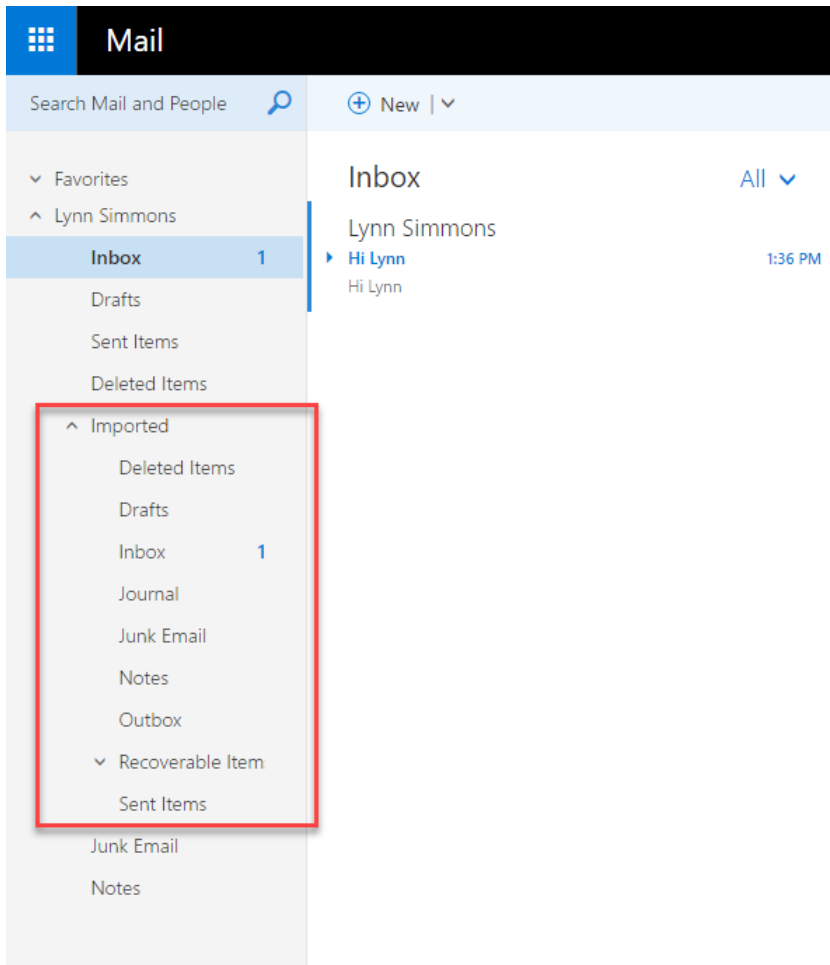 Mail
Search Mail and People
New
Favorites
Lynn Simmons
Inbox 1
Drafts
Sent Items
Deleted Items
Imported
Deleted Items
Drafts
Inbox 1
Journal
Junk Email
Notes
Outbox
Recoverable Item
Sent Items
Junk Email
Notes
Inbox All
Lynn Simmons
Hi Lynn 1:36 PM
Hi Lynn